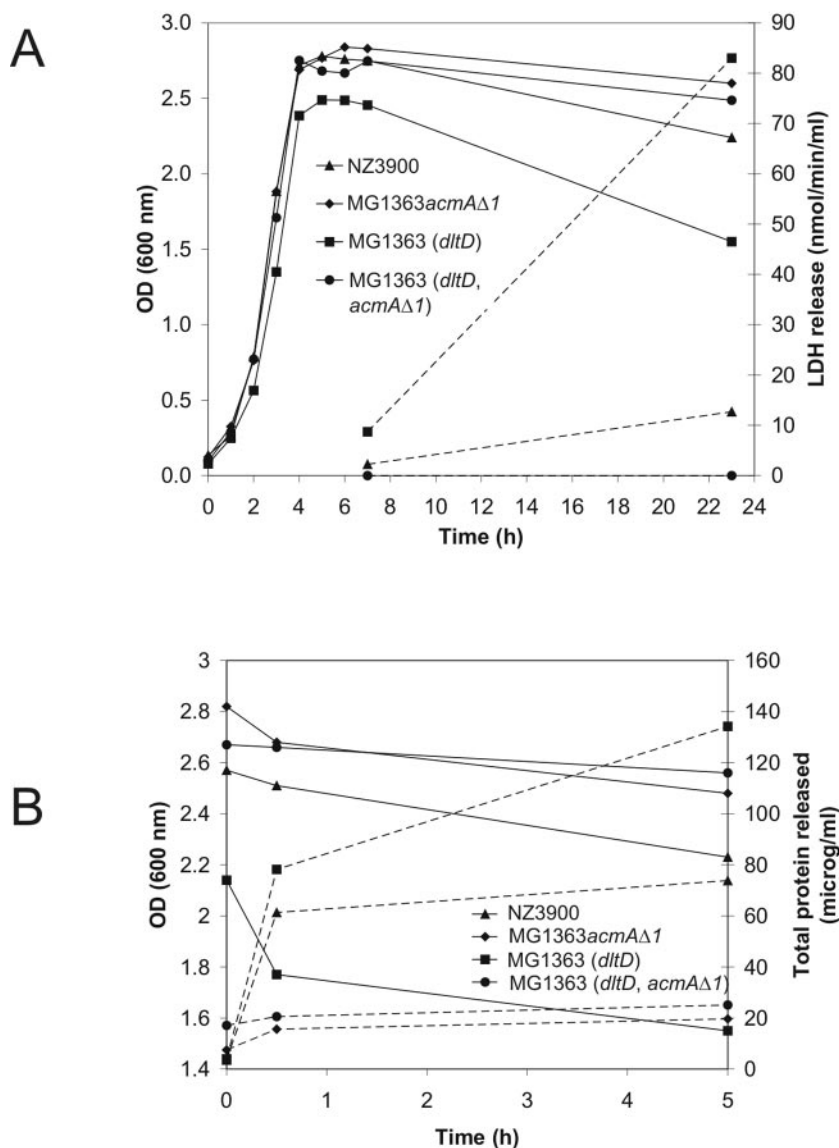 A
3.0
2.5
2.0
1.5
1.0
0.5
0.0
OD (600 nm)
90
80
70
60
50
40
30
20
10
0
LDH release (nmol/min/ml)
NZ3900
MG1363acmAΔ1
MG1363 (dltD)
MG1363 (dltD,
acmAΔ1)
0 2 4 6 8 10 12 14 16 18 20 22 24
Time (h)
B
3
2.8
2.6
2.4
2.2
2
1.8
1.6
1.4
OD (600 nm)
160
140
120
100
80
60
40
20
0
Total protein released
(microg/ml)
NZ3900
MG1363acmAΔ1
MG1363 (dltD)
MG1363 (dltD, acmAΔ1)
0 1 2 3 4 5
Time (h)